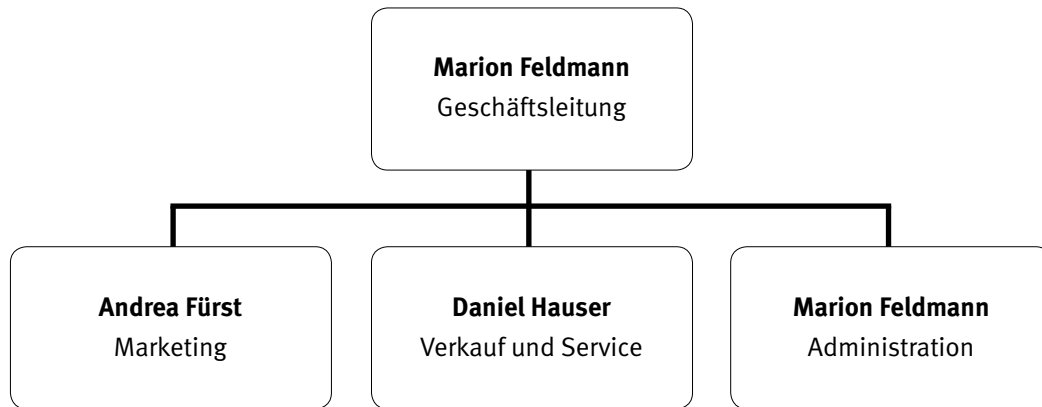 Marion Feldmann
Geschäftsleitung
Andrea Fürst
Marketing
Daniel Hauser
Verkauf und Service
Marion Feldmann
Administration